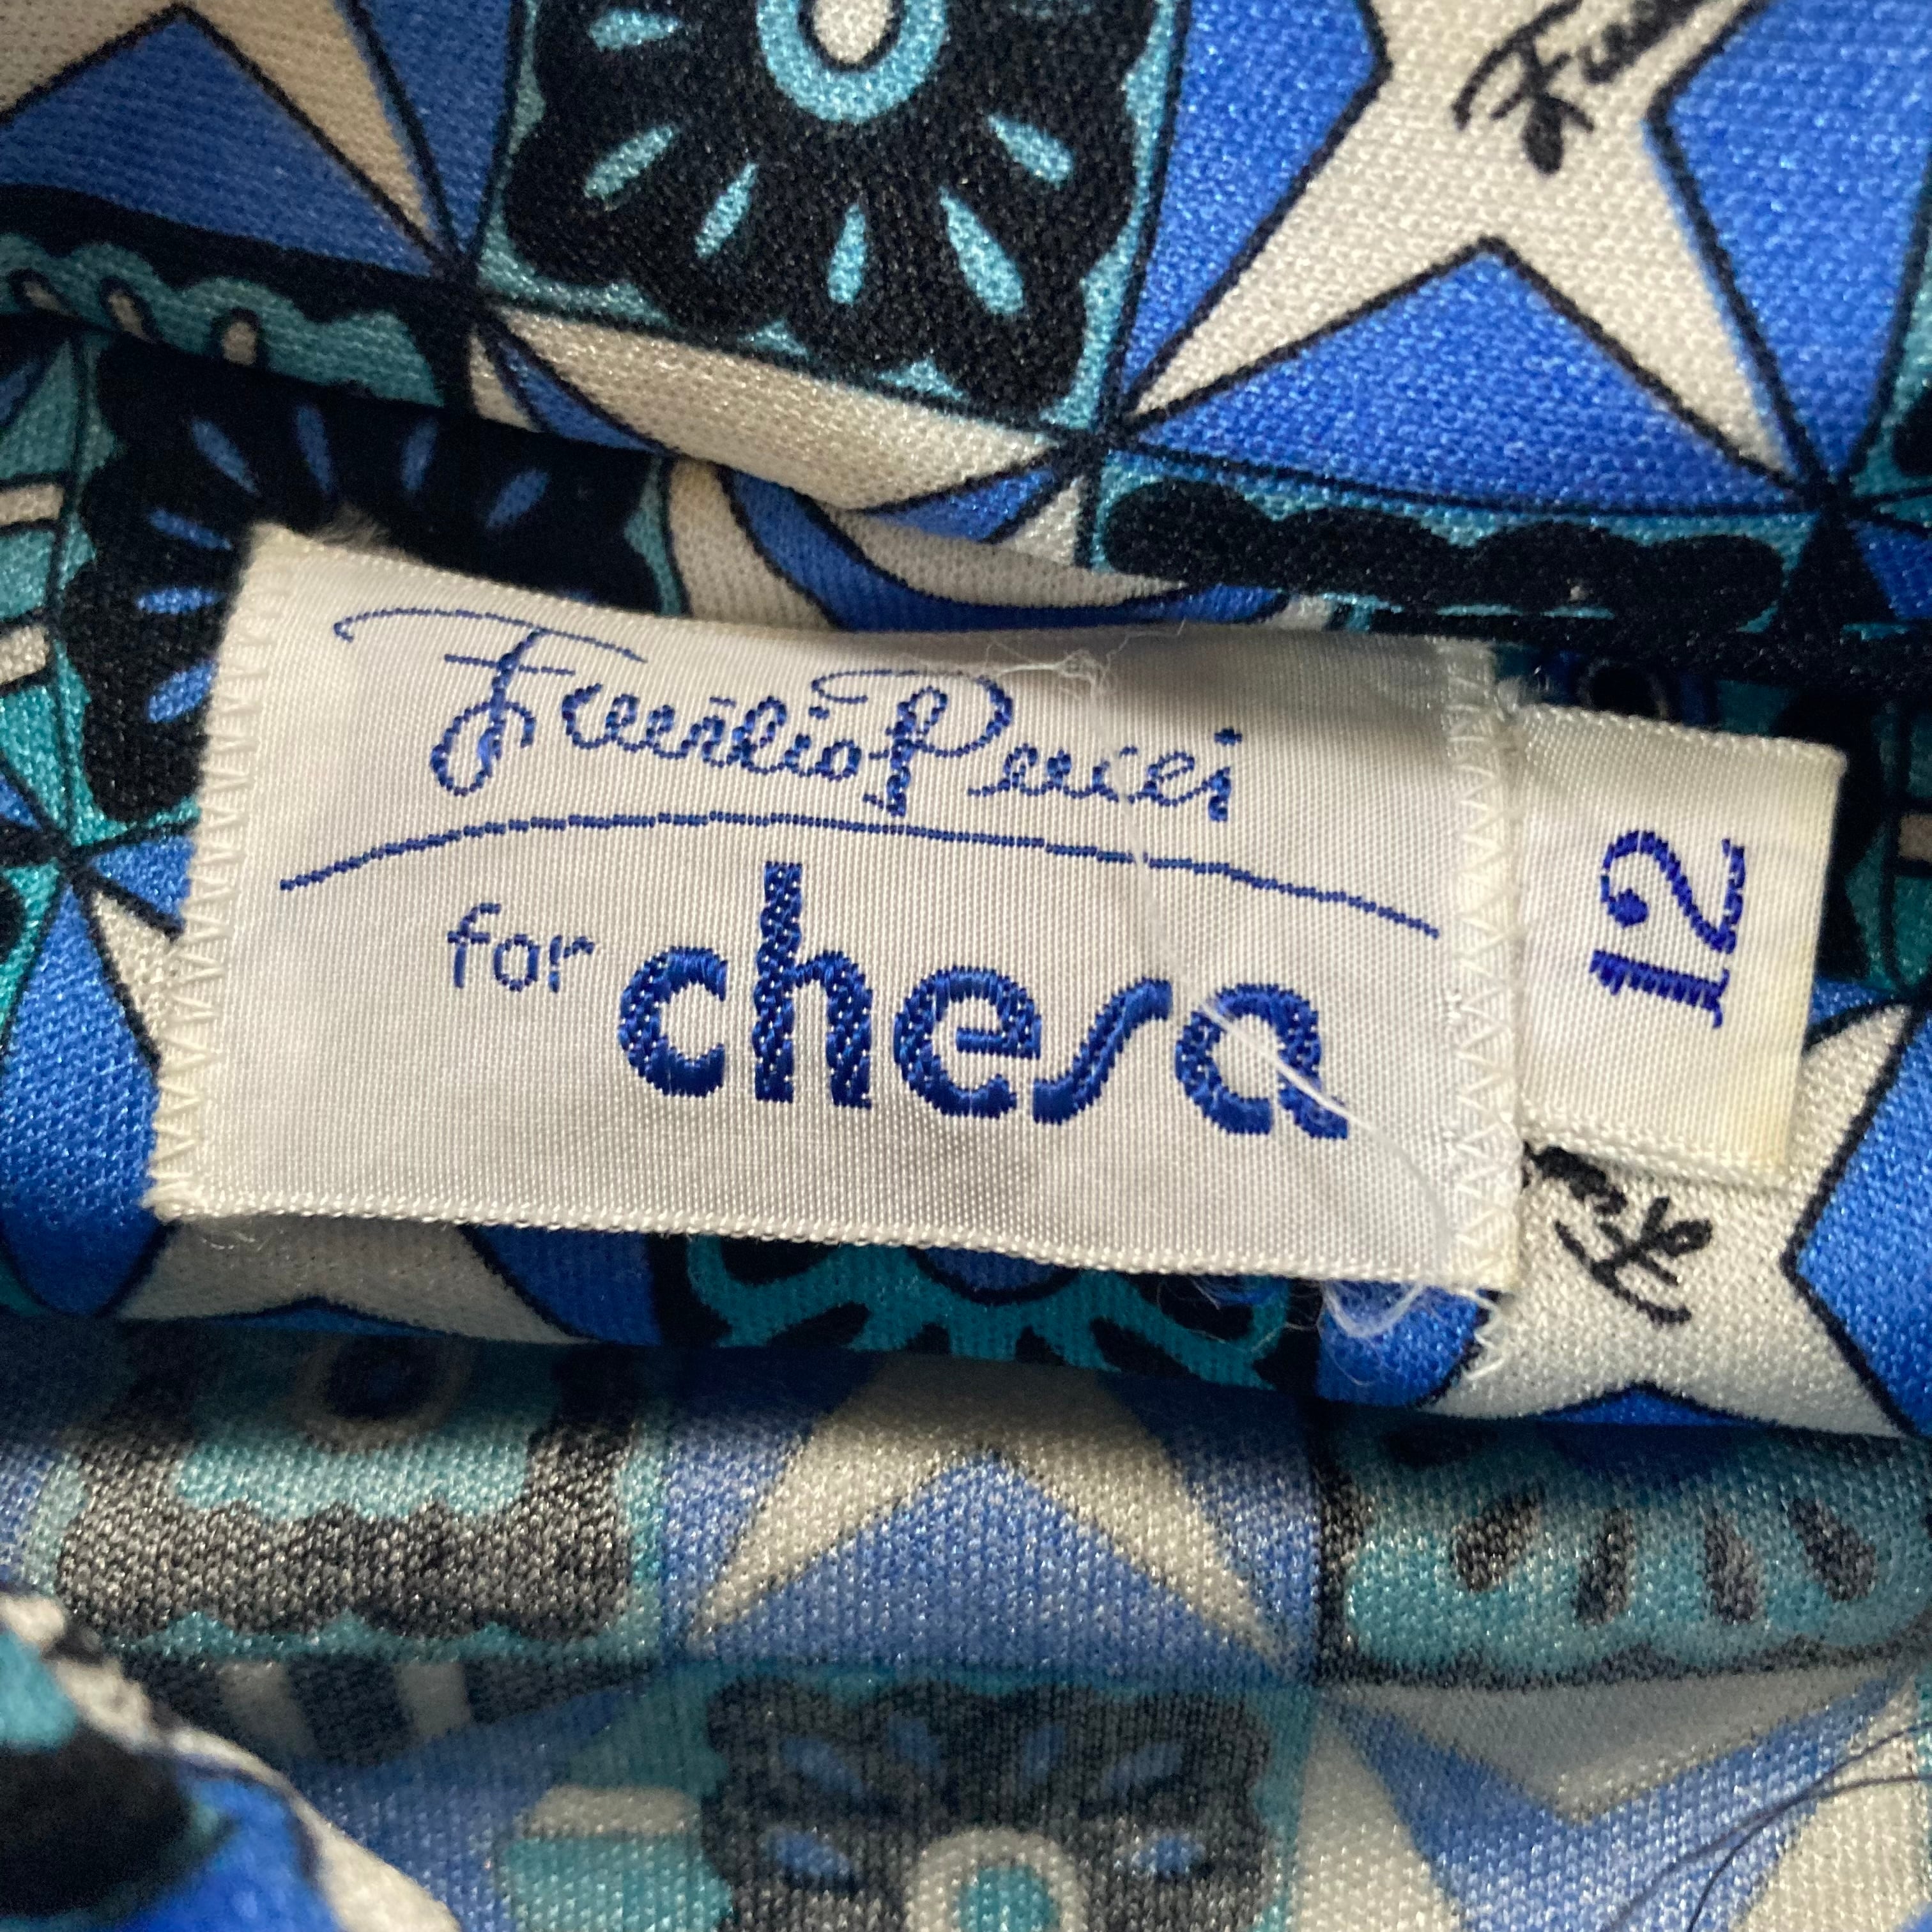 Emilio Pucci
for chesa
12